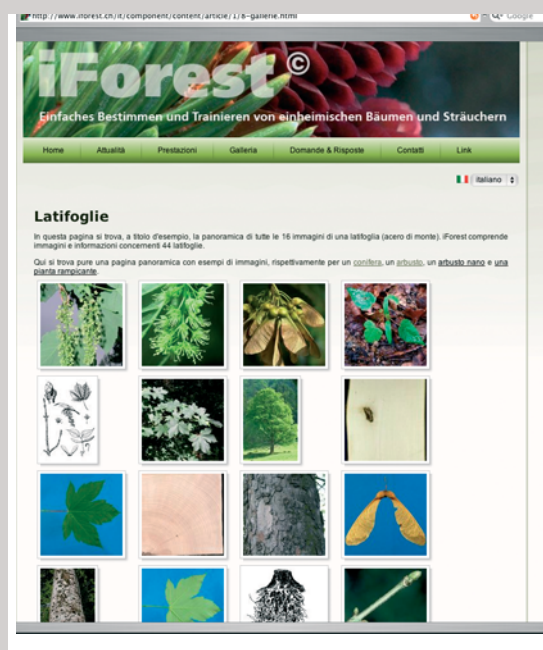 http://www.iforest.ch/it/component/content/article/1/8-gallerie.html
Google
iForest©
Einfaches Bestimmen und Trainieren von einheimischen Bäumen und Sträuchern
Home Attualità Prestazioni Galleria Domande & Risposte Contatti Link
italiano
Latifoglie
In questa pagina si trova, a titolo d'esempio, la panoramica di tutte le 16 immagini di una latifoglia (acero di monte). iForest comprende
immagini e informazioni concernenti 44 latifoglie.
Qui si trova pure una pagina panoramica con esempi di immagini, rispettivamente per un conifera, un arbusto, un arbusto nano e una
pianta rampicante.